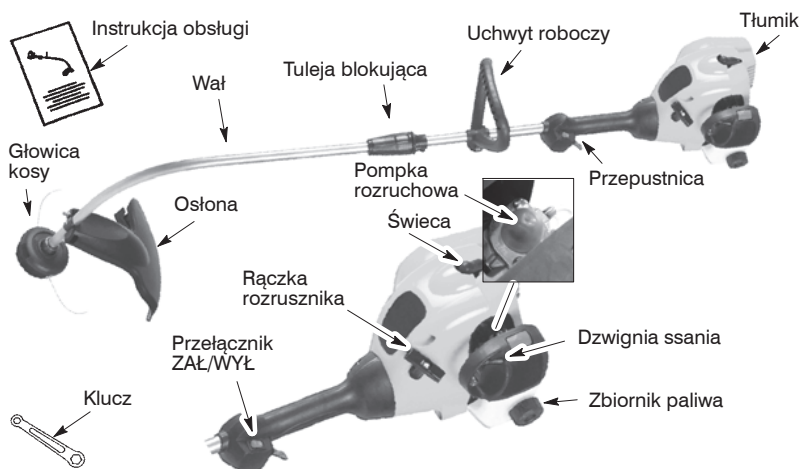 Instrukcja obsługi
Tłumik
Uchwyt roboczy
Tuleja blokująca
Wał
Głowica
kosy
Pompka
rozruchowa
Przepustnica
Osłona
Świeca
Rączka
rozrusznika
Przełącznik
ZAŁ/WYŁ
Dzwignia ssania
Klucz
Zbiornik paliwa